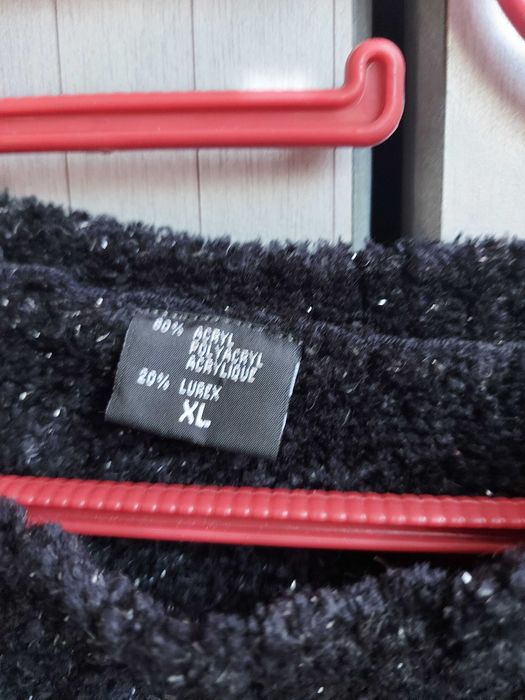 80% ACRYL
POLYACRYL
ACRYLIQUE
20% LUREX
XL